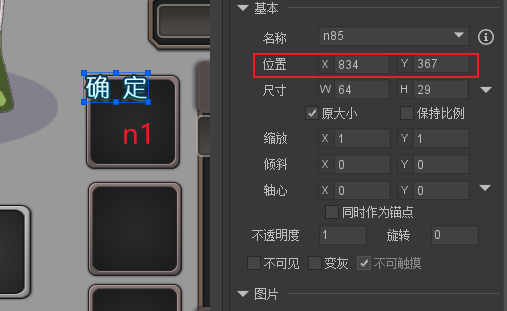 确 定
n1
基本
名称 n85
位置 X 834 Y 367
尺寸 W 64 H 29
原大小 保持比例
缩放 X 1 Y 1
倾斜 X 0 Y 0
轴心 X 0 Y 0
同时作为锚点
不透明度 1 旋转 0
不可见 变灰 不可触摸
图片